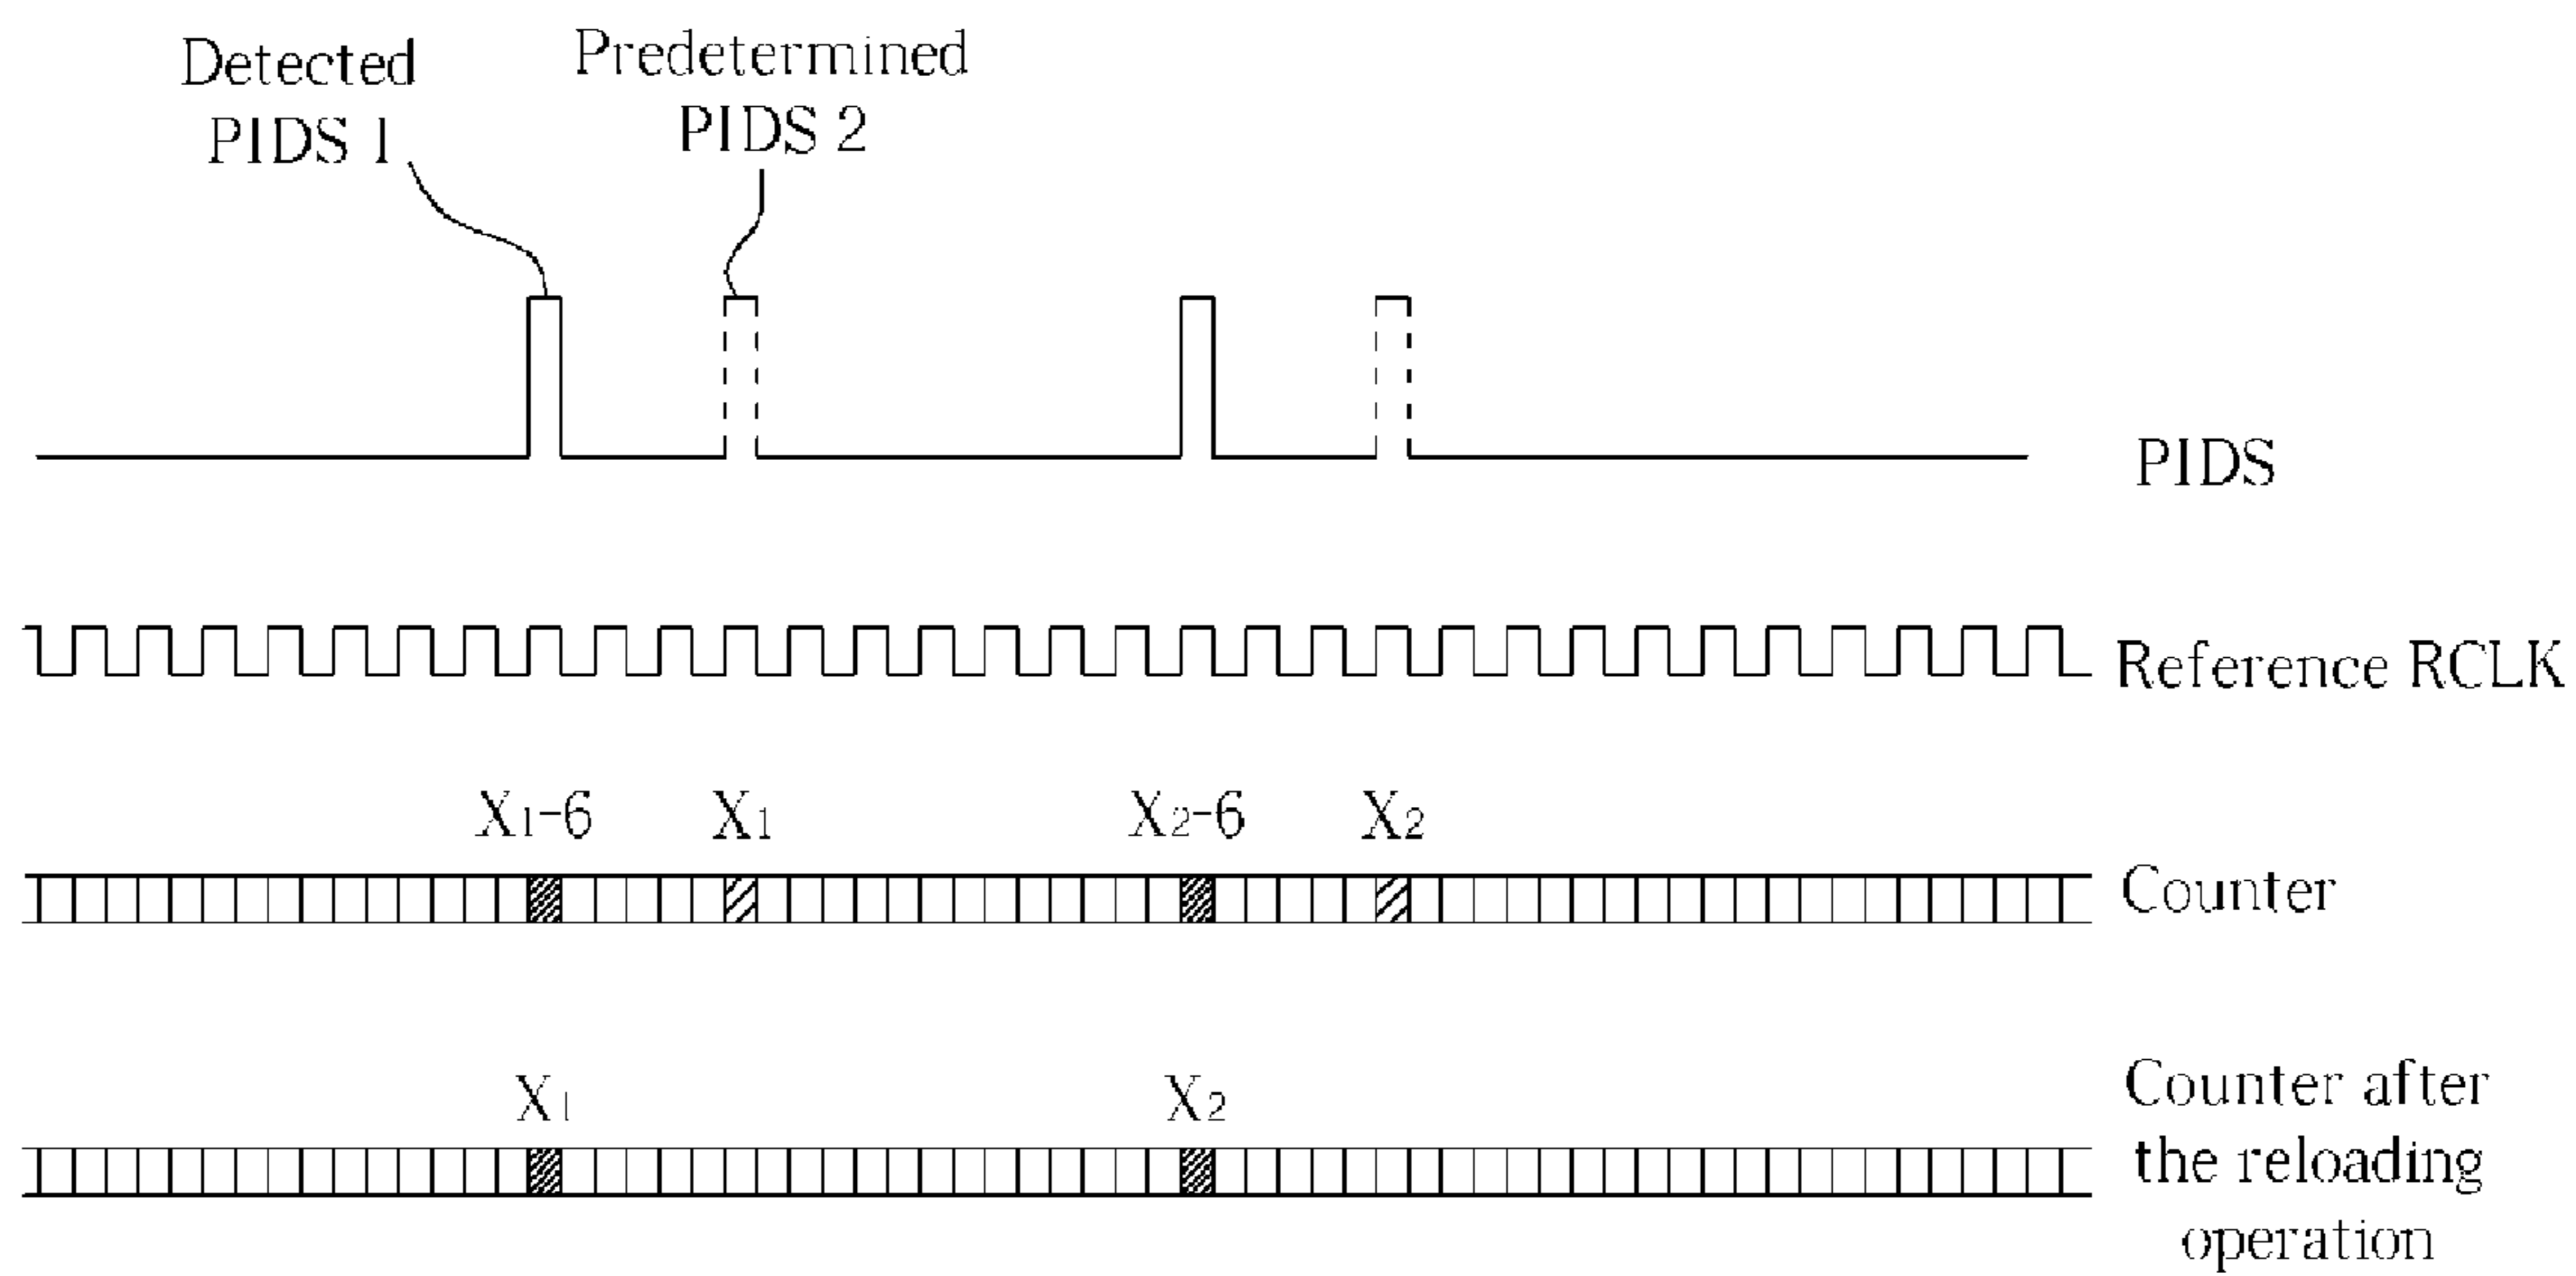 Detected
PIDS 1
Predetermined
PIDS 2
PIDS
Reference RCLK
X1-6
X1
X2-6
X2
Counter
X1
X2
Counter after
the reloading
operation